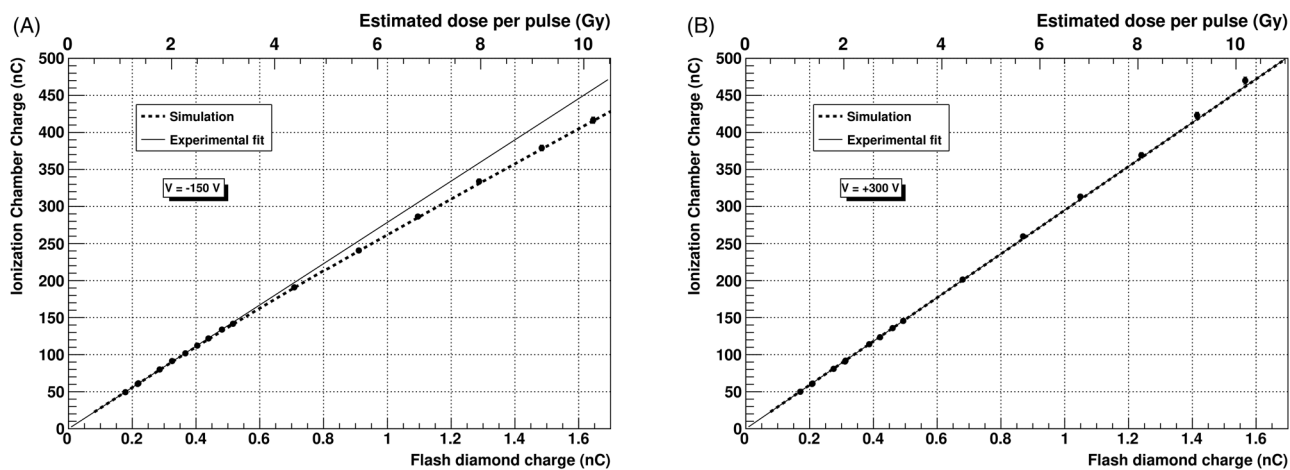 (A)
Estimated dose per pulse (Gy)
0 2 4 6 8 10
Ionization Chamber Charge (nC)
500
450
400
350
300
250
200
150
100
50
0
Simulation
Experimental fit
V = -150 V
0 0.2 0.4 0.6 0.8 1 1.2 1.4 1.6
Flash diamond charge (nC)
(B)
Estimated dose per pulse (Gy)
0 2 4 6 8 10
Ionization Chamber Charge (nC)
500
450
400
350
300
250
200
150
100
50
0
Simulation
Experimental fit
V = +300 V
0 0.2 0.4 0.6 0.8 1 1.2 1.4 1.6
Flash diamond charge (nC)